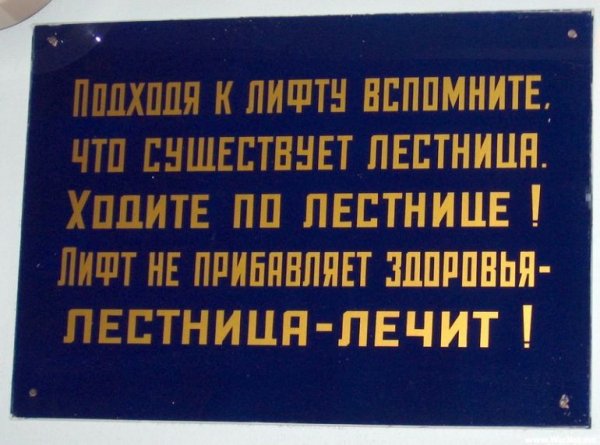 Подходя к лифту вспомните,
что существует лестница.
Ходите по лестнице !
Лифт не прибавляет здоровья-
лестница-лечит !